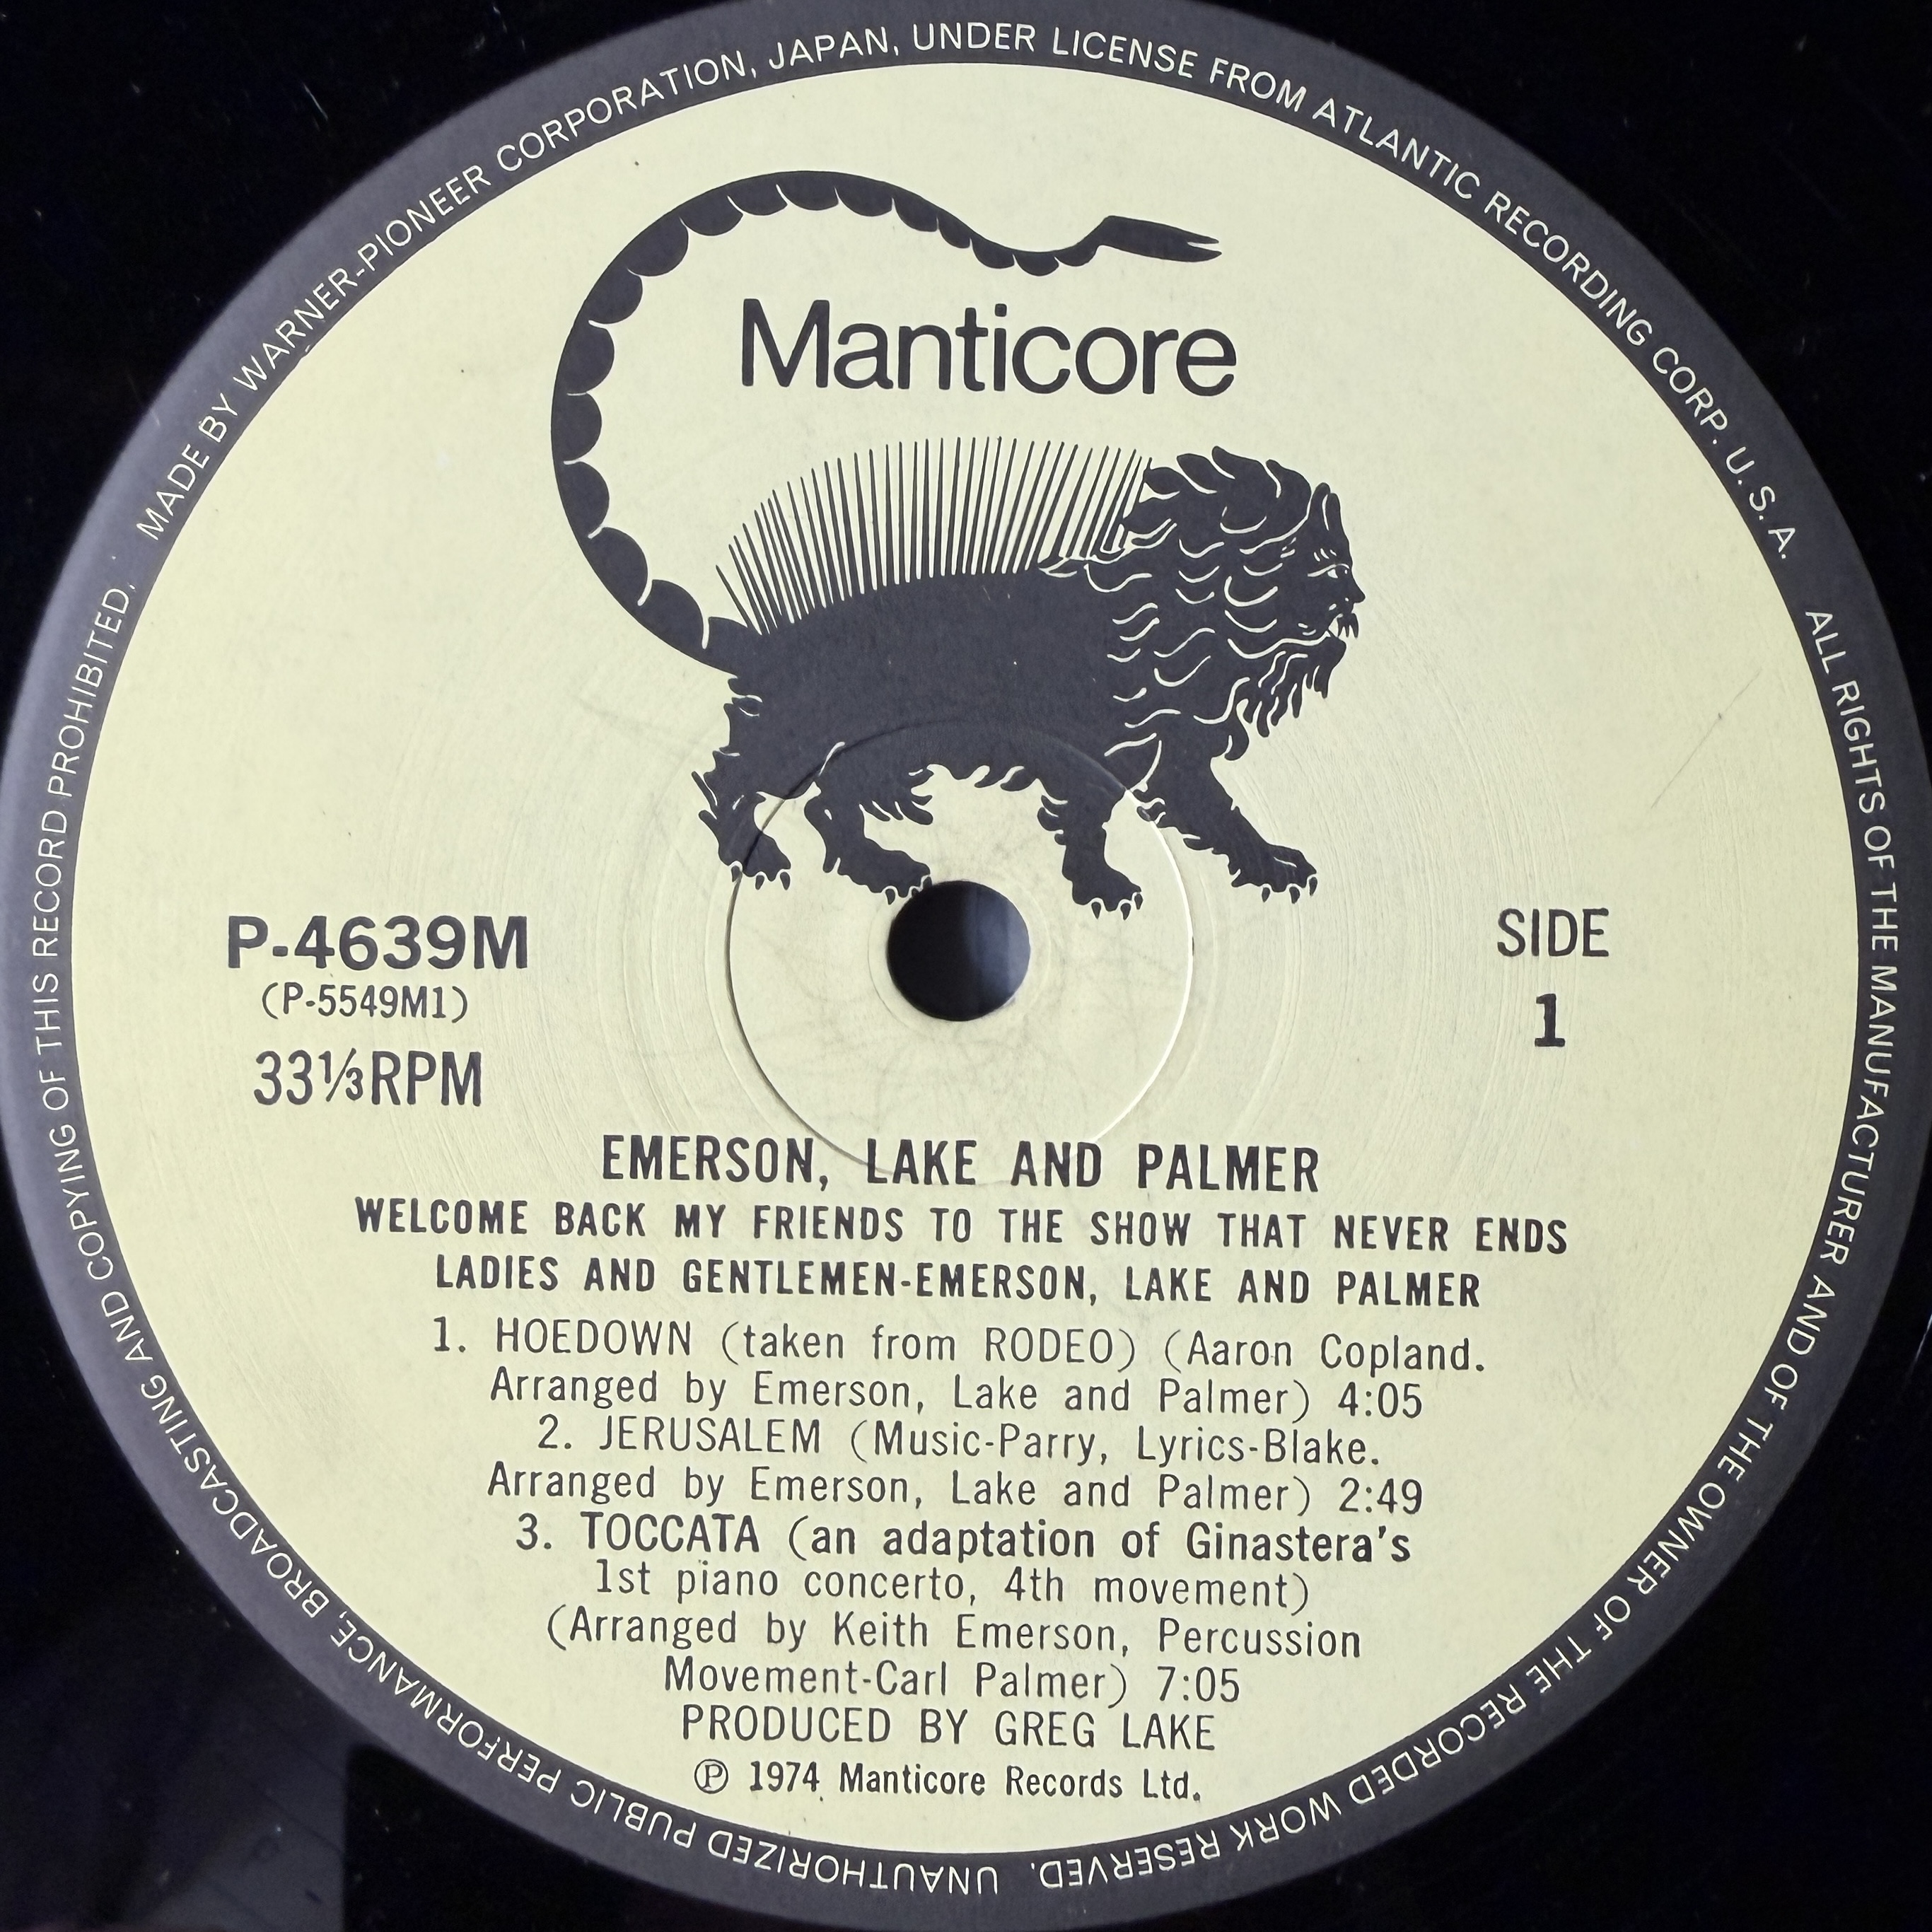 MADE BY WARNER-PIONEER CORPORATION, JAPAN, UNDER LICENSE FROM ATLANTIC RECORDING CORP. U. S. A.
ALL RIGHTS OF THE MANUFACTURER AND OF THE OWNER OF THE RECORDED WORK RESERVED.
UNAUTHORIZED PUBLIC PERFORMANCE, BROADCASTING AND COPYING OF THIS RECORD PROHIBITED.
Manticore
P-4639M
(P-5549M1)
33⅓RPM
SIDE
1
EMERSON, LAKE AND PALMER
WELCOME BACK MY FRIENDS TO THE SHOW THAT NEVER ENDS
LADIES AND GENTLEMEN-EMERSON, LAKE AND PALMER
1. HOEDOWN (taken from RODEO) (Aaron Copland.
Arranged by Emerson, Lake and Palmer) 4:05
2. JERUSALEM (Music-Parry, Lyrics-Blake.
Arranged by Emerson, Lake and Palmer) 2:49
3. TOCCATA (an adaptation of Ginastera's
1st piano concerto, 4th movement)
(Arranged by Keith Emerson, Percussion
Movement-Carl Palmer) 7:05
PRODUCED BY GREG LAKE
℗ 1974 Manticore Records Ltd.